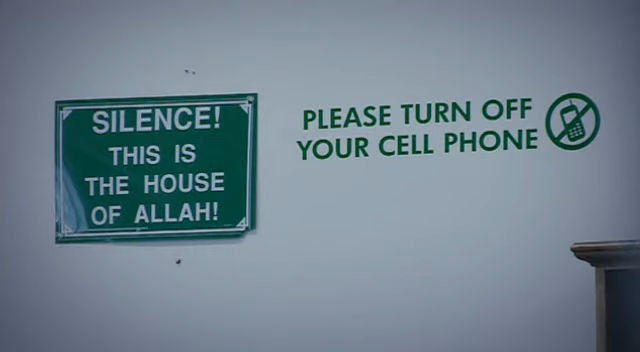 SILENCE!
THIS IS
THE HOUSE
OF ALLAH!
PLEASE TURN OFF
YOUR CELL PHONE